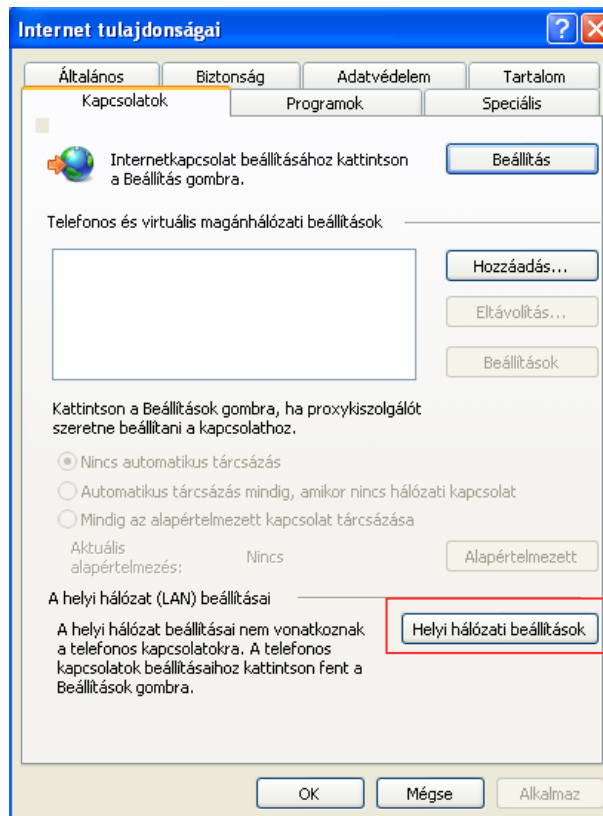 Internet tulajdonságai
Általános
Biztonság
Adatvédelem
Tartalom
Kapcsolatok
Programok
Speciális
Internetkapcsolat beállításához kattintson
a Beállítás gombra.
Beállítás
Telefonos és virtuális magánhálózati beállítások
Hozzáadás...
Eltávolítás...
Beállítások
Kattintson a Beállítások gombra, ha proxykiszolgálót
szeretne beállítani a kapcsolathoz.
Nincs automatikus tárcsázás
Automatikus tárcsázás mindig, amikor nincs hálózati kapcsolat
Mindig az alapértelmezett kapcsolat tárcsázása
Aktuális
alapértelmezés:
Nincs
Alapértelmezett
A helyi hálózat (LAN) beállításai
A helyi hálózat beállításai nem vonatkoznak
a telefonos kapcsolatokra. A telefonos
kapcsolatok beállításaihoz kattintson fent a
Beállítások gombra.
Helyi hálózati beállítások
OK
Mégse
Alkalmaz